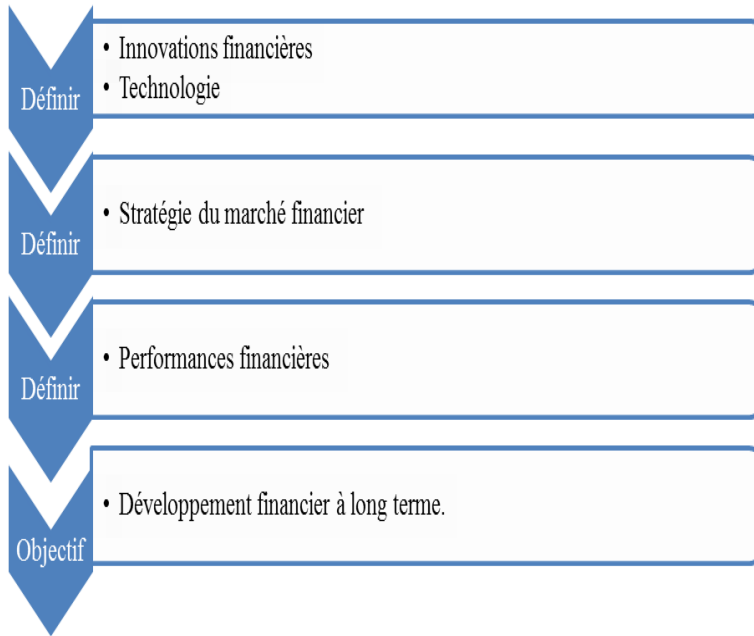 Définir
• Innovations financières
• Technologie
Définir
• Stratégie du marché financier
Définir
• Performances financières
Objectif
• Développement financier à long terme.